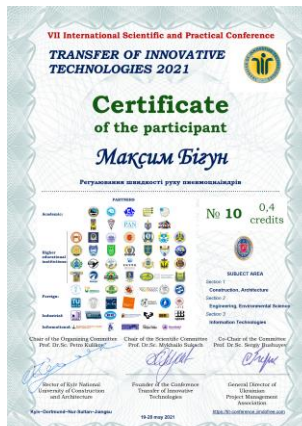 VII International Scientific and Practical Conference
TRANSFER OF INNOVATIVE
TECHNOLOGIES 2021
Certificate
of the participant
Максим Бігун
Регулювання швидкості руху пневмоциліндрів
PARTNERS
Academic:
Higher
educational
institutions:
Foreign:
Industrial:
Informational:
№ 10
0,4
credits
SUBJECT AREA
Section 1
Construction, Architecture
Section 2
Engineering, Environmental Science
Section 3
Information Technologies
Chair of the Organizing Committee
Prof. Dr.Sc. Petro Kulikov
Chair of the Scientific Committee
Prof. Dr.Sc. Mykhailo Sukach
Co-Chair of the Committee
Dr.Sc. Sergiy Bushuyev
Rector of Kyiv National
University of Construction
and Architecture
Founder of the Conference
Transfer of Innovative
Technologies
General Director of
Ukrainian
Project Management
Association
Kyiv-Dortmund-Nur Sultan-Jiangsu
19-20 may 2021